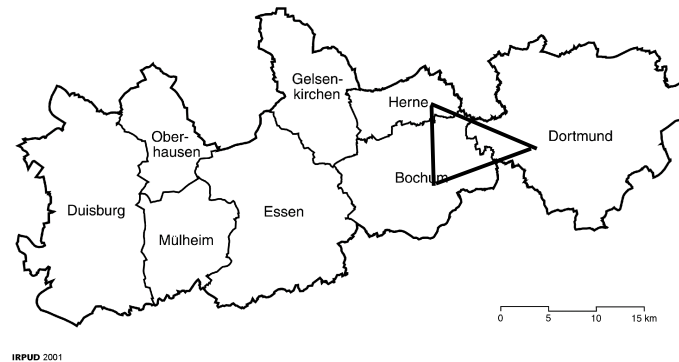 Gelsen-
kirchen
Herne
Ober-
hausen
Dortmund
Bochum
Duisburg
Essen
Mülheim
0 5 10 15 km
IRPUD 2001